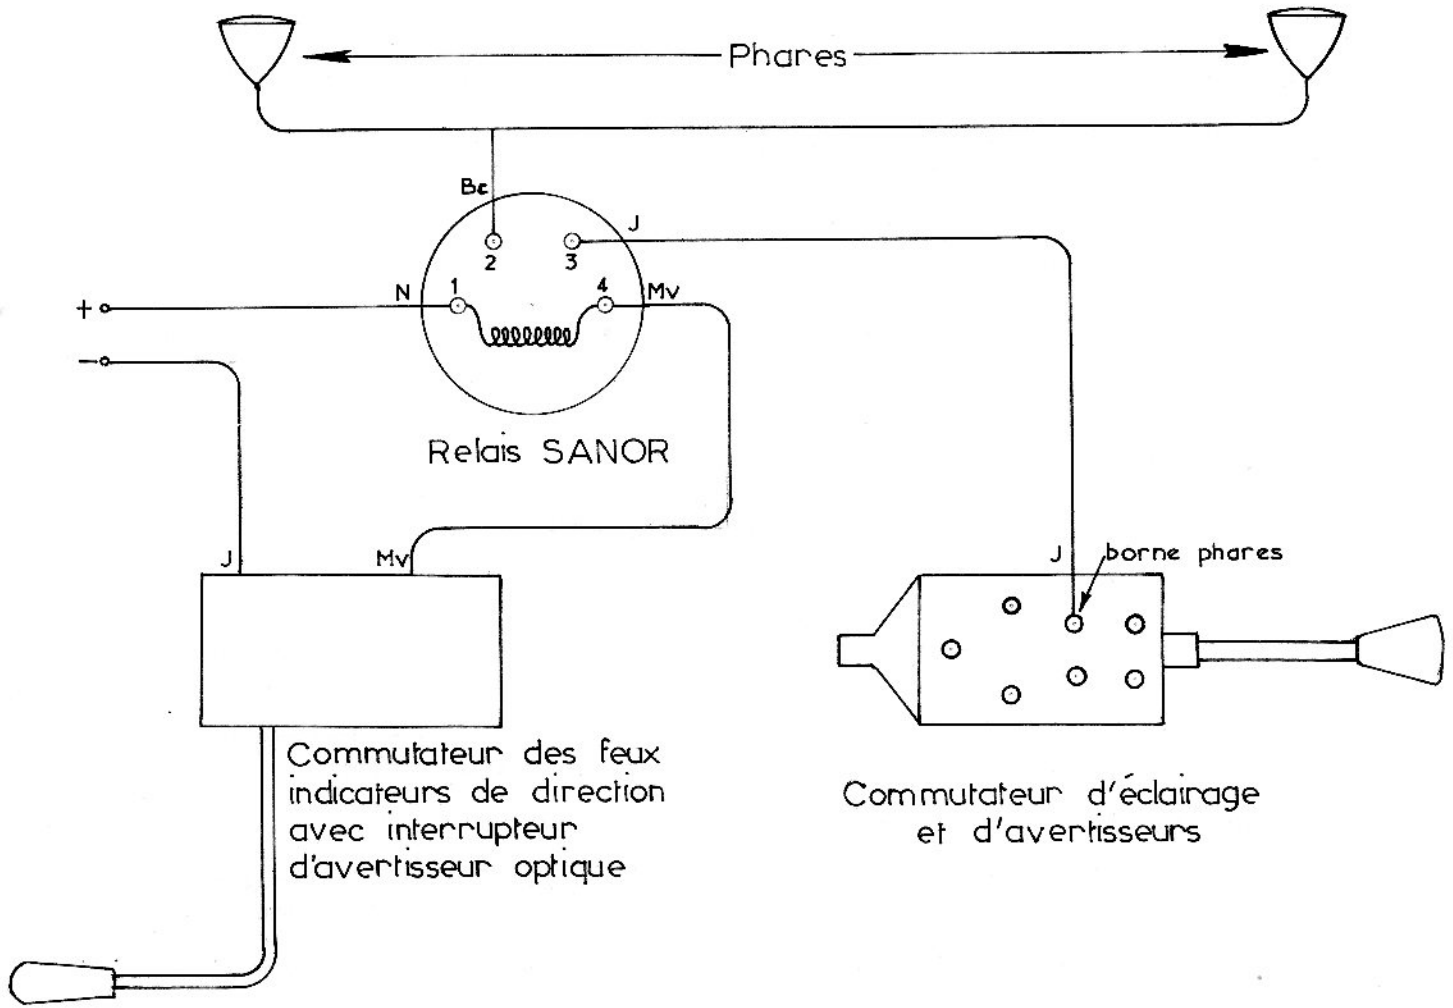 Phares
Bc
J
2
3
N
1
4
Mv
+
-
Relais SANOR
J
Mv
J
borne phares
Commutateur des feux
indicateurs de direction
avec interrupteur
d'avertisseur optique
Commutateur d'éclairage
et d'avertisseurs